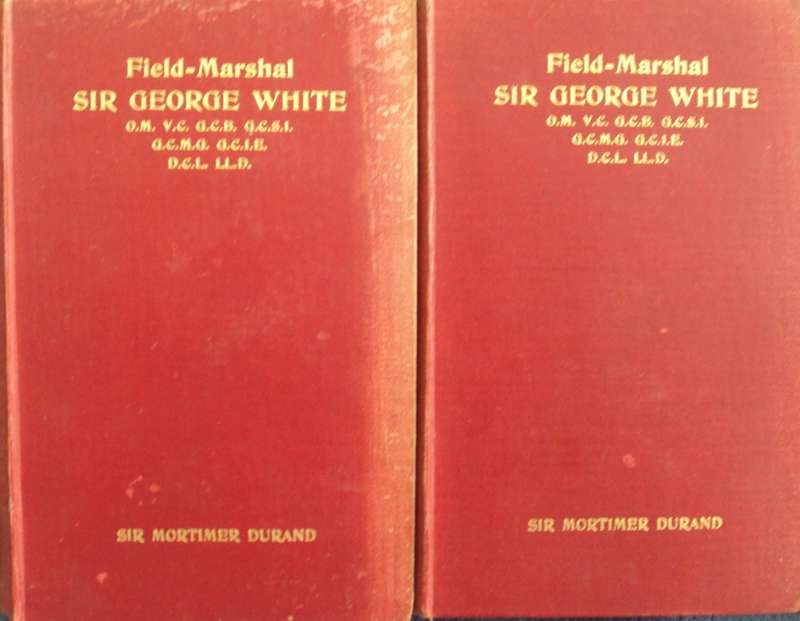 Field-Marshal
SIR GEORGE WHITE
O.M. V.C. G.C.B. G.C.S.I.
G.C.M.G. G.C.I.E.
D.C.L. LL.D.
SIR MORTIMER DURAND
Field-Marshal
SIR GEORGE WHITE
O.M. V.C. G.C.B. G.C.S.I.
G.C.M.G. G.C.I.E.
D.C.L. LL.D.
SIR MORTIMER DURAND